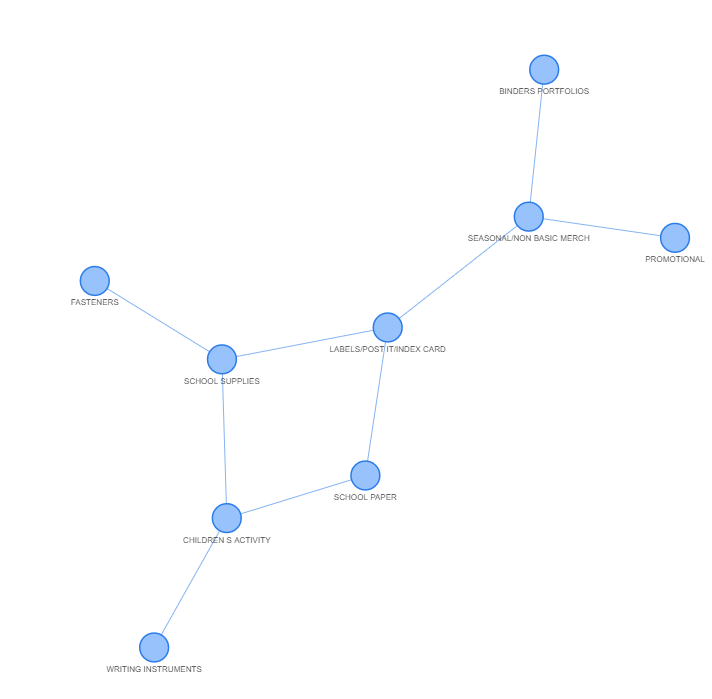 BINDERS PORTFOLIOS
SEASONAL/NON BASIC MERCH
PROMOTIONAL
FASTENERS
LABELS/POST IT/INDEX CARD
SCHOOL SUPPLIES
SCHOOL PAPER
CHILDREN S ACTIVITY
WRITING INSTRUMENTS